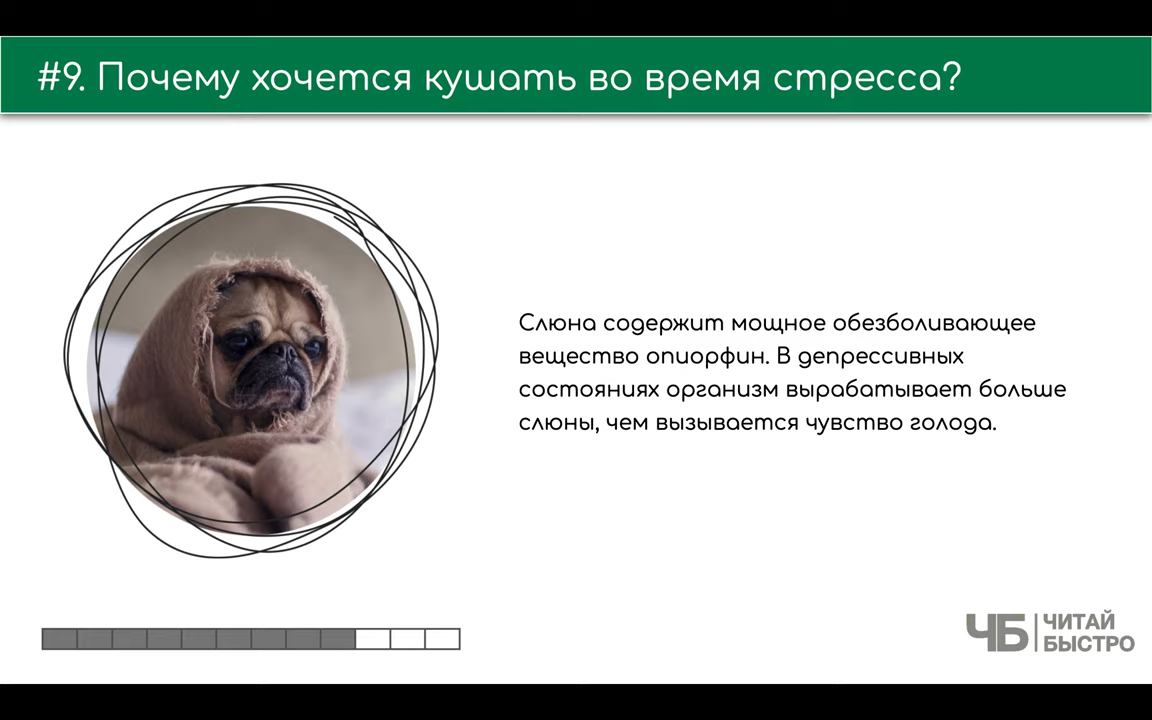 #9. Почему хочется кушать во время стресса?
Слюна содержит мощное обезболивающее
вещество опиорфин. В депрессивных
состояниях организм вырабатывает больше
слюны, чем вызывается чувство голода.
ЧБ
ЧИТАЙ
БЫСТРО